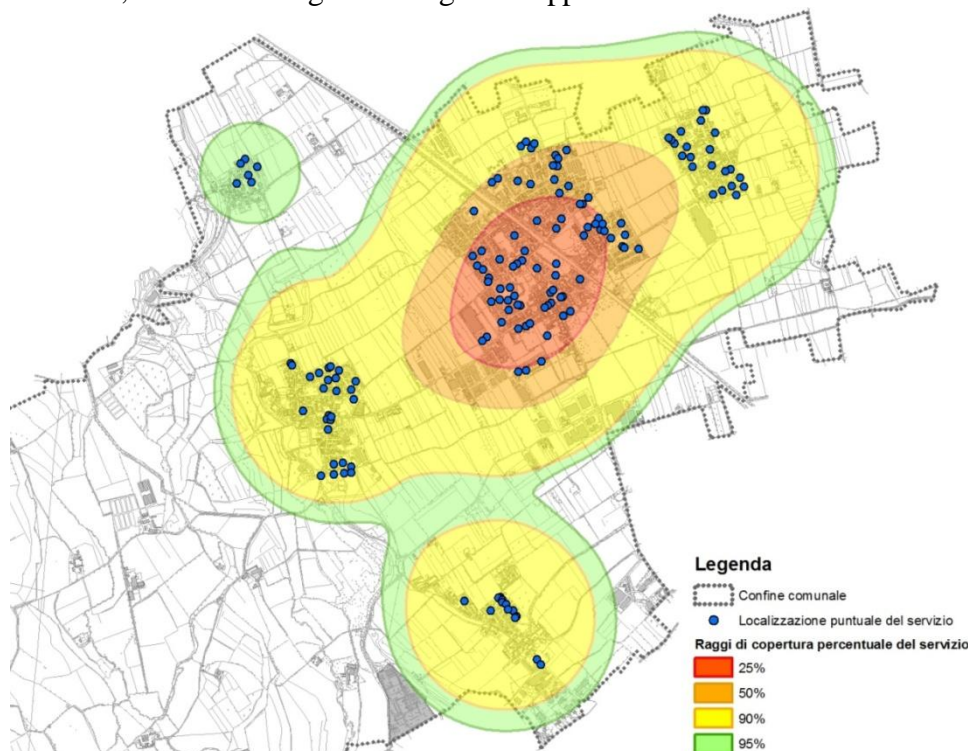 Legenda
Confine comunale
Localizzazione puntuale del servizio
Raggi di copertura percentuale del servizio
25%
50%
90%
95%